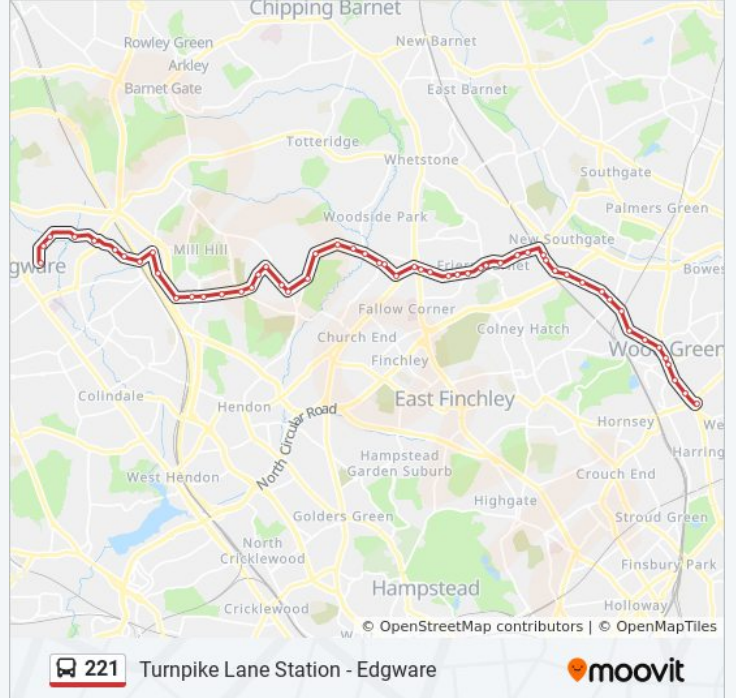 Chipping Barnet
Rowley Green
New Barnet
Arkley
Barnet Gate
East Barnet
Totteridge
Whetstone
Southgate
Palmers Green
Woodside Park
New Southgate
Mill Hill
gware
Friern Barnet
Bowes
Fallow Corner
Church End
Colney Hatch
Wood Green
Finchley
Colindale
Hendon
East Finchley
North Circular Road
Hornsey
We
Harring
Hampstead
Garden Suburb
West Hendon
Crouch End
Highgate
Golders Green
Stroud Green
North
Cricklewood
Finsbury Park
Hampstead
Cricklewood
Holloway
W
© OpenStreetMap contributors | © OpenMapTiles
221 Turnpike Lane Station - Edgware
moovit